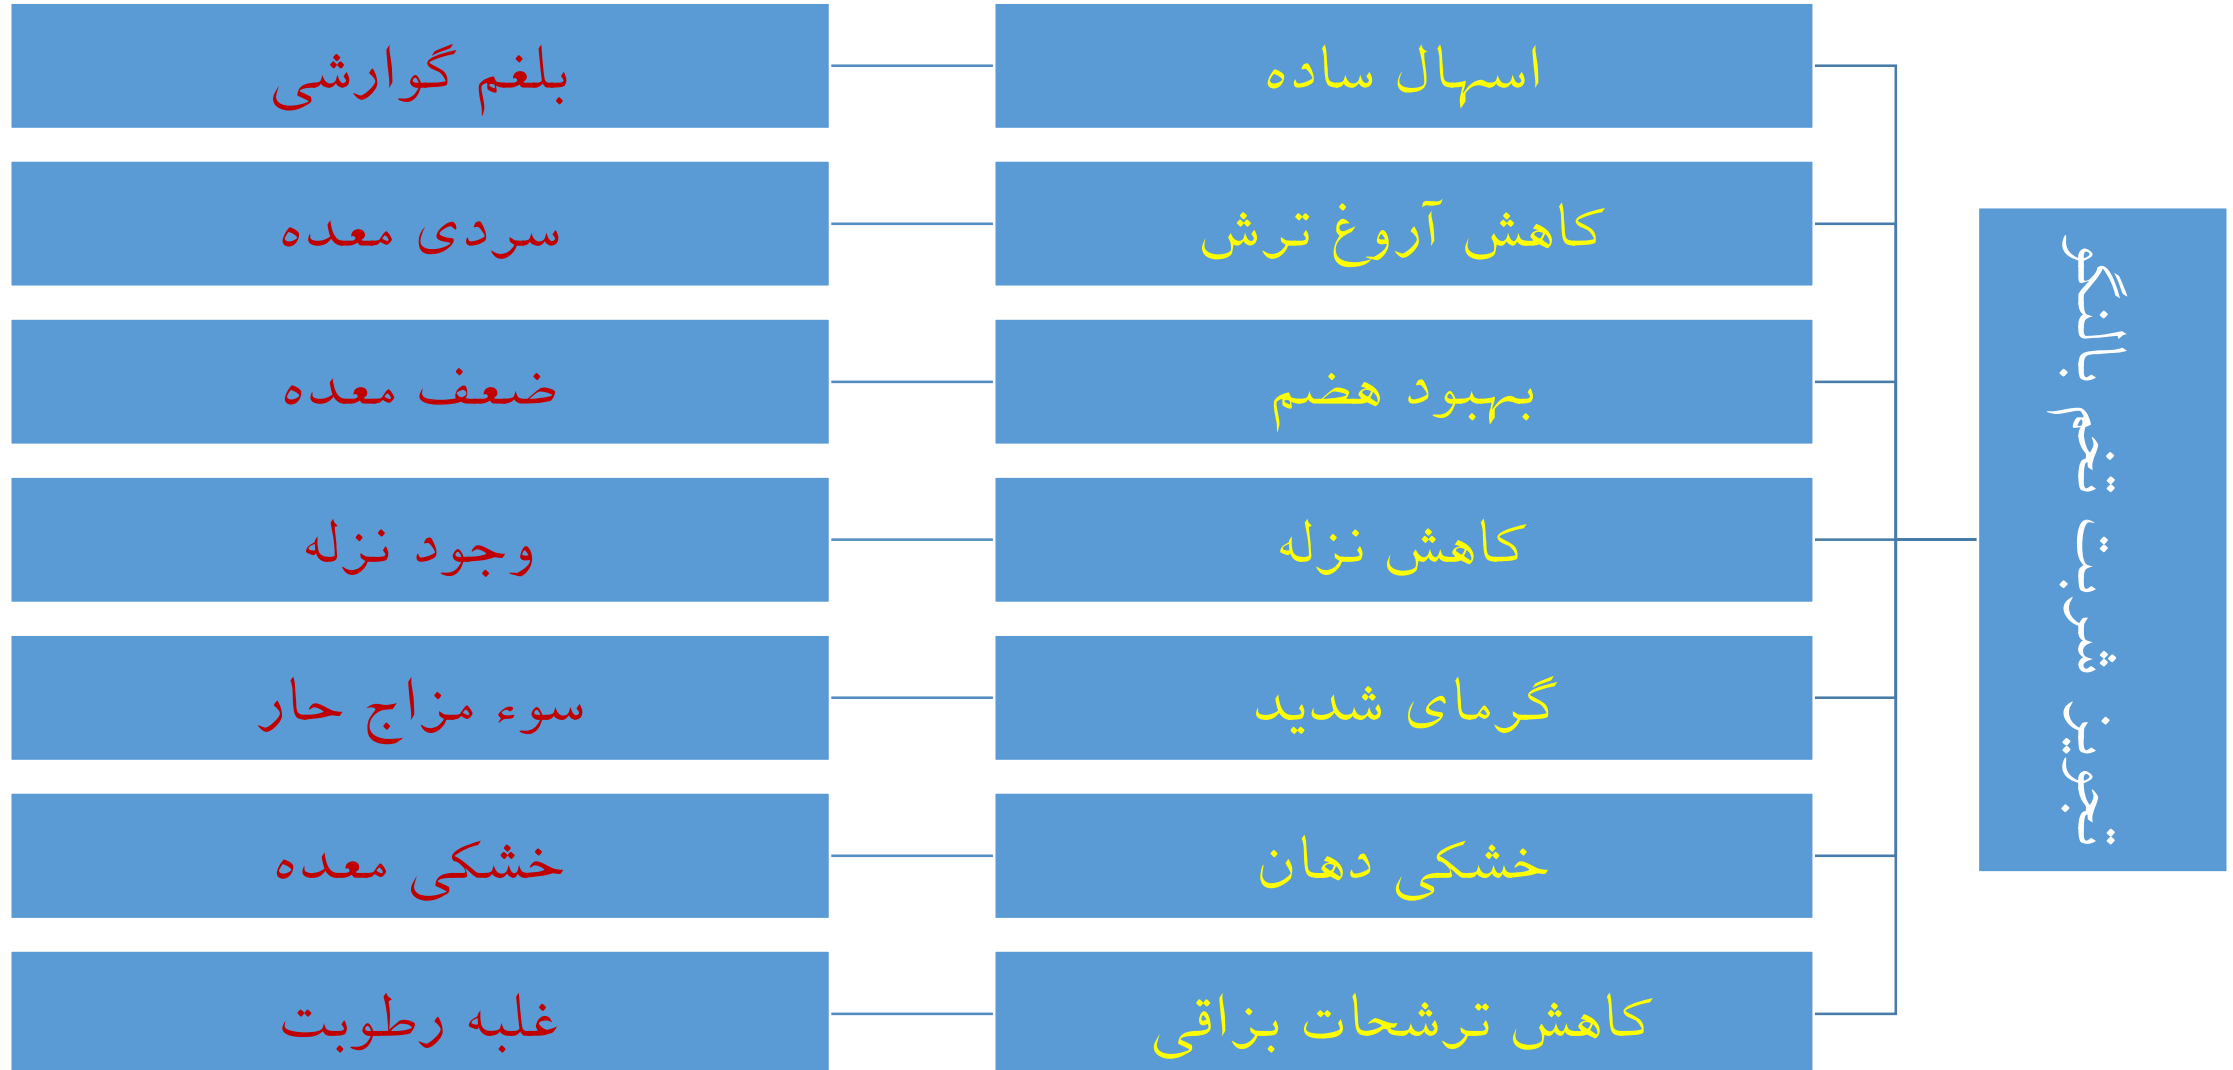 تجویز شربت تخم بالنگو
اسهال ساده
بلغم گوارشی
کاهش آروغ ترش
سردی معده
بهبود هضم
ضعف معده
کاهش نزله
وجود نزله
گرمای شدید
سوء مزاج حار
خشکی دهان
خشکی معده
کاهش ترشحات بزاقی
غلبه رطوبت